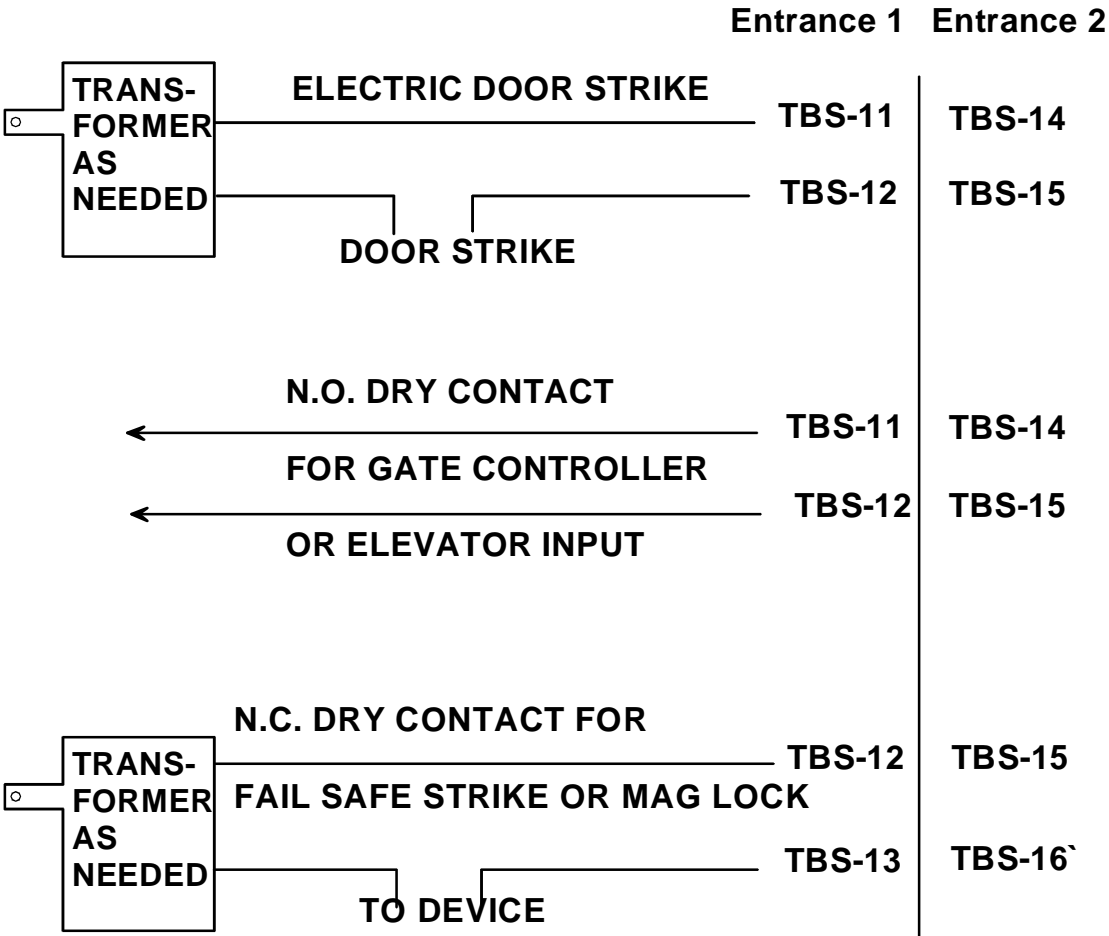 Entrance 1 Entrance 2
ELECTRIC DOOR STRIKE
TRANS-
FORMER
AS
NEEDED
TBS-11 TBS-14
TBS-12 TBS-15
DOOR STRIKE
N.O. DRY CONTACT
TBS-11 TBS-14
FOR GATE CONTROLLER
TBS-12 TBS-15
OR ELEVATOR INPUT
N.C. DRY CONTACT FOR
TRANS-
FORMER
AS
NEEDED
TBS-12 TBS-15
FAIL SAFE STRIKE OR MAG LOCK
TBS-13 TBS-16`
TO DEVICE